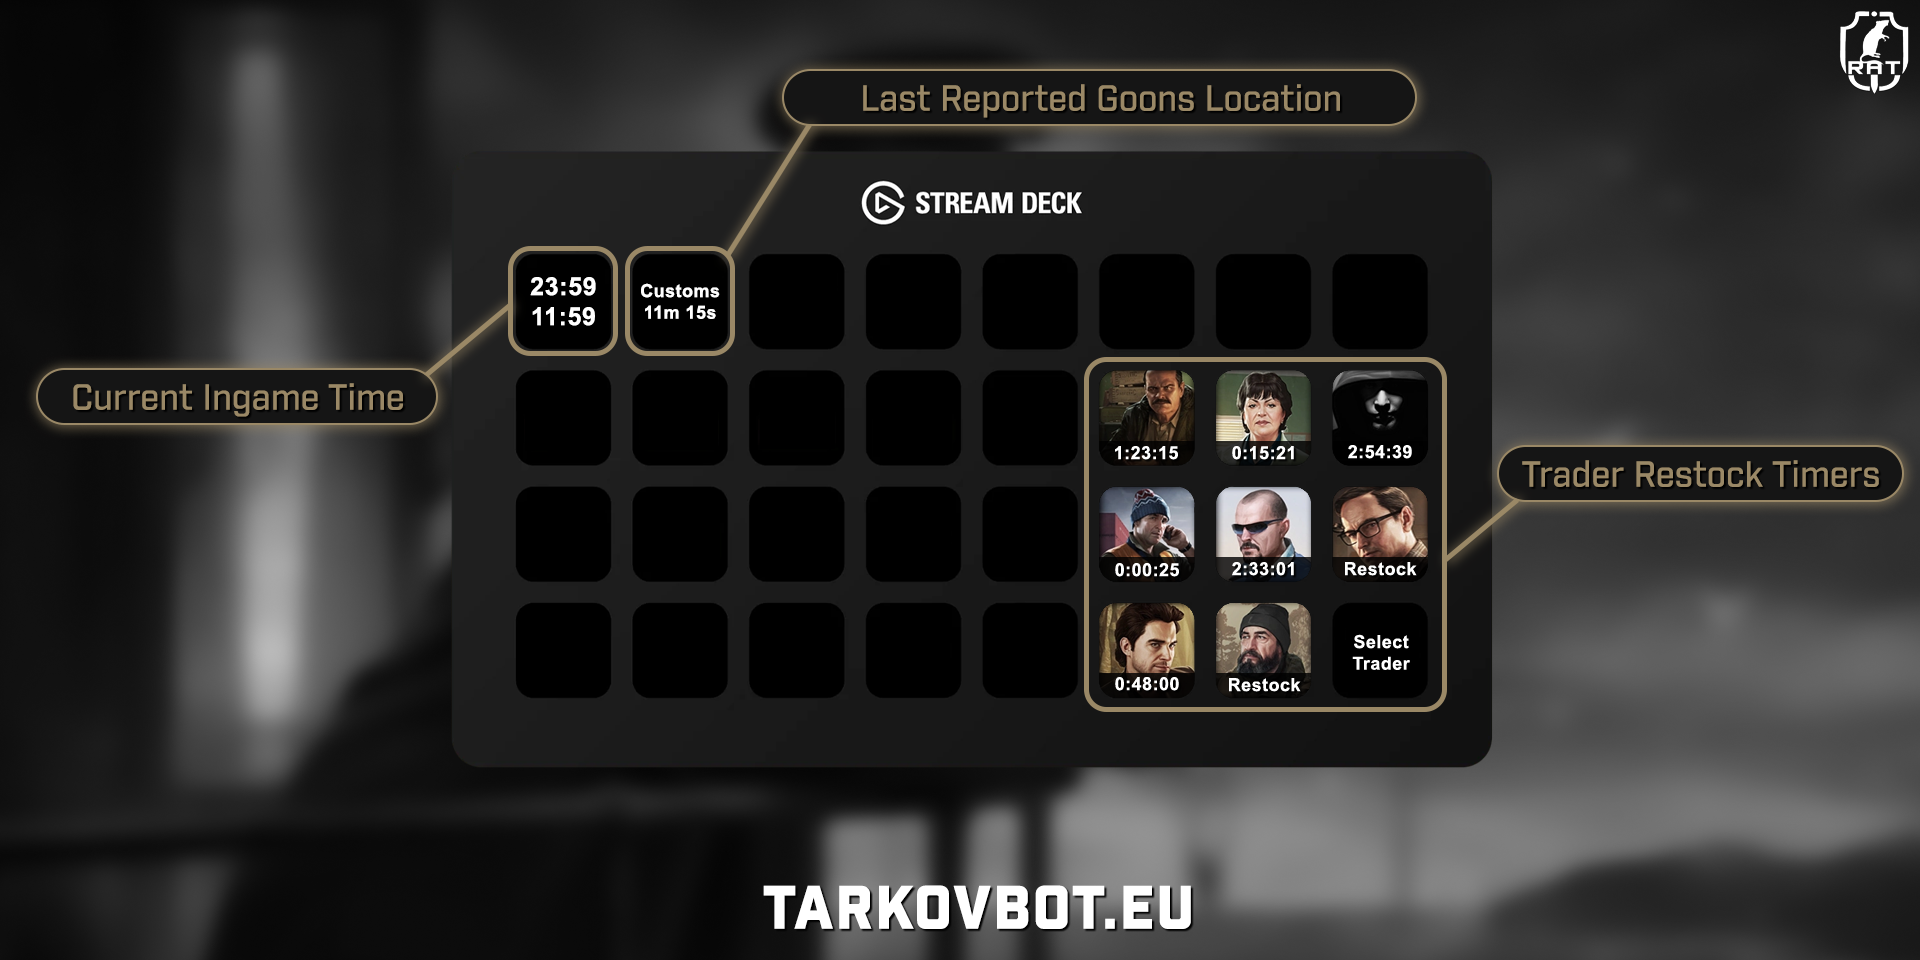 RAT
Last Reported Goons Location
STREAM DECK
23:59
11:59
Customs
11m 15s
Current Ingame Time
1:23:15
0:15:21
2:54:39
Trader Restock Timers
0:00:25
2:33:01
Restock
0:48:00
Restock
Select
Trader
TARKOVBOT.EU